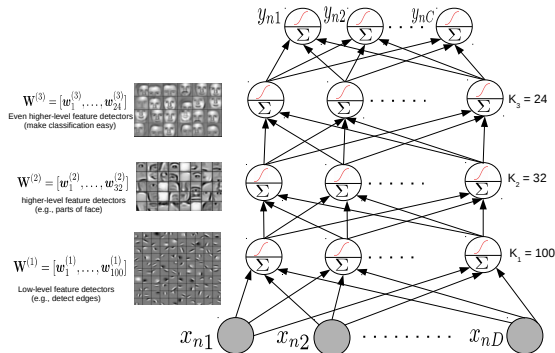 y_{n1} y_{n2} . . . . . y_{nC}
Σ Σ Σ
W^{(3)} = [w_1^{(3)}, . . . , w_{24}^{(3)}]
Even higher-level feature detectors
(make classification easy)
Σ Σ . . . . . . Σ K_3 = 24
W^{(2)} = [w_1^{(2)}, . . . , w_{32}^{(2)}]
higher-level feature detectors
(e.g., parts of face)
Σ Σ . . . . . . Σ K_2 = 32
W^{(1)} = [w_1^{(1)}, . . . , w_{100}^{(1)}]
Low-level feature detectors
(e.g., detect edges)
Σ Σ . . . . . Σ K_1 = 100
x_{n1} x_{n2} . . . . . . . . . x_{nD}